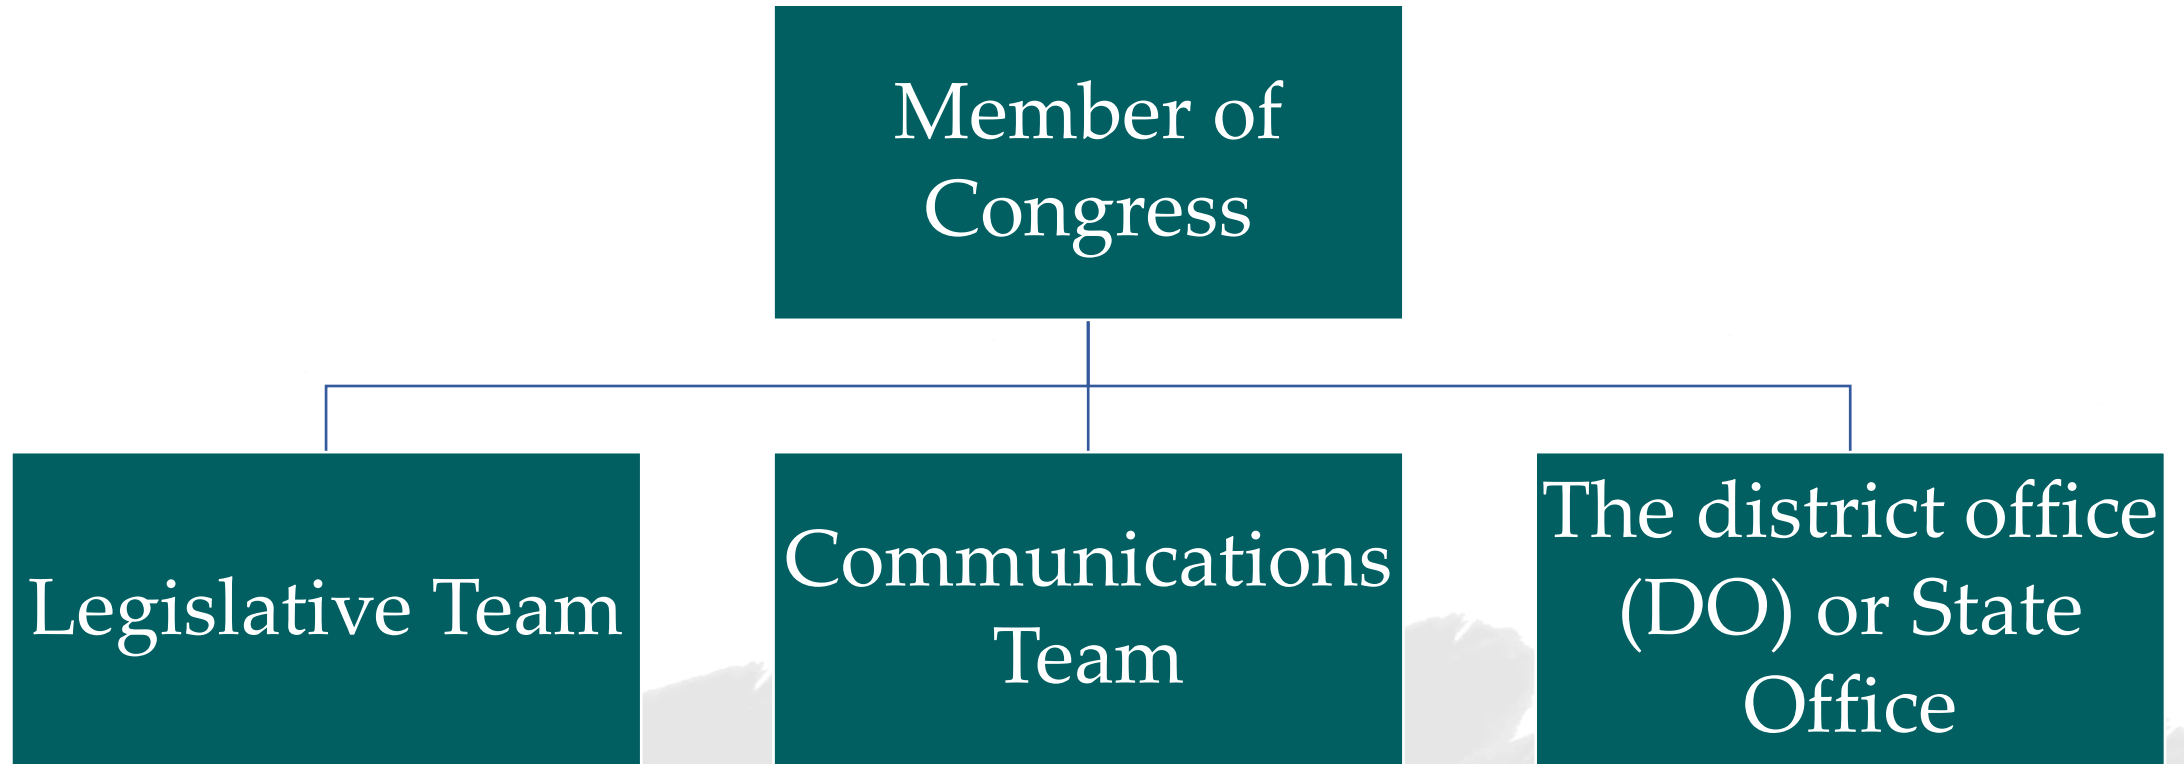 Member of
Congress
Legislative Team
Communications
Team
The district office
(DO) or State
Office